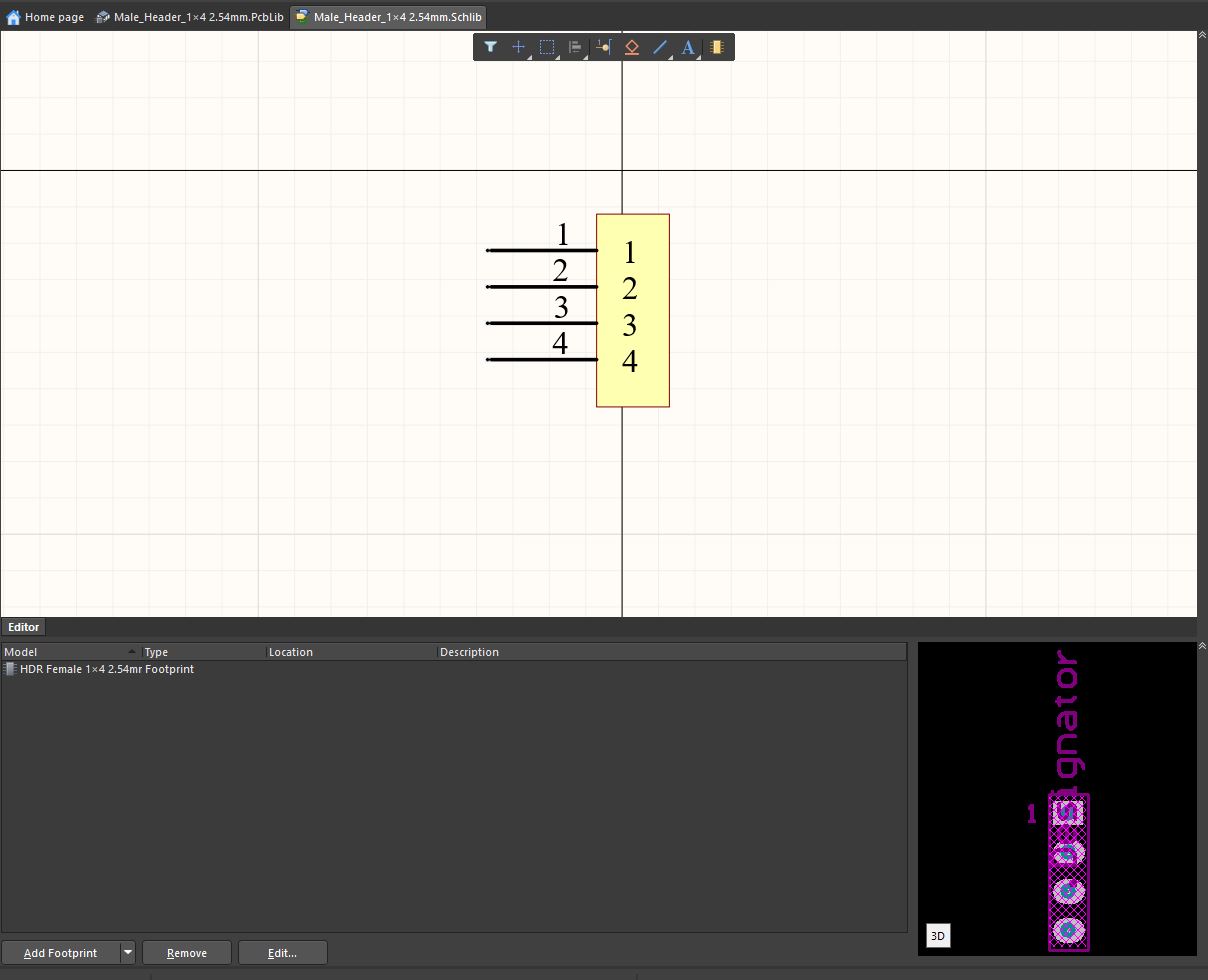 Home page Male_Header_1×4 2.54mm.PcbLib Male_Header_1×4 2.54mm.Schlib
1 A
1 1
2 2
3 3
4 4
Editor
Model Type Location Description
HDR Female 1×4 2.54mr Footprint
ignator
1
3D
Add Footprint Remove Edit...